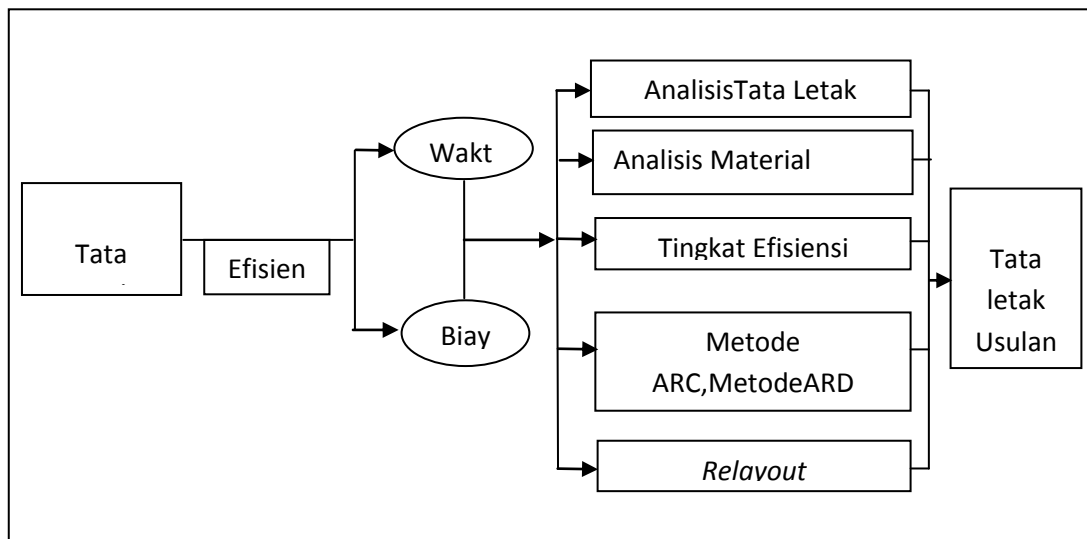 Tata
Efisien
Wakt
Biay
AnalisisTata Letak
Analisis Material
Tingkat Efisiensi
Metode
ARC,MetodeARD
Relayout
Tata
letak
Usulan